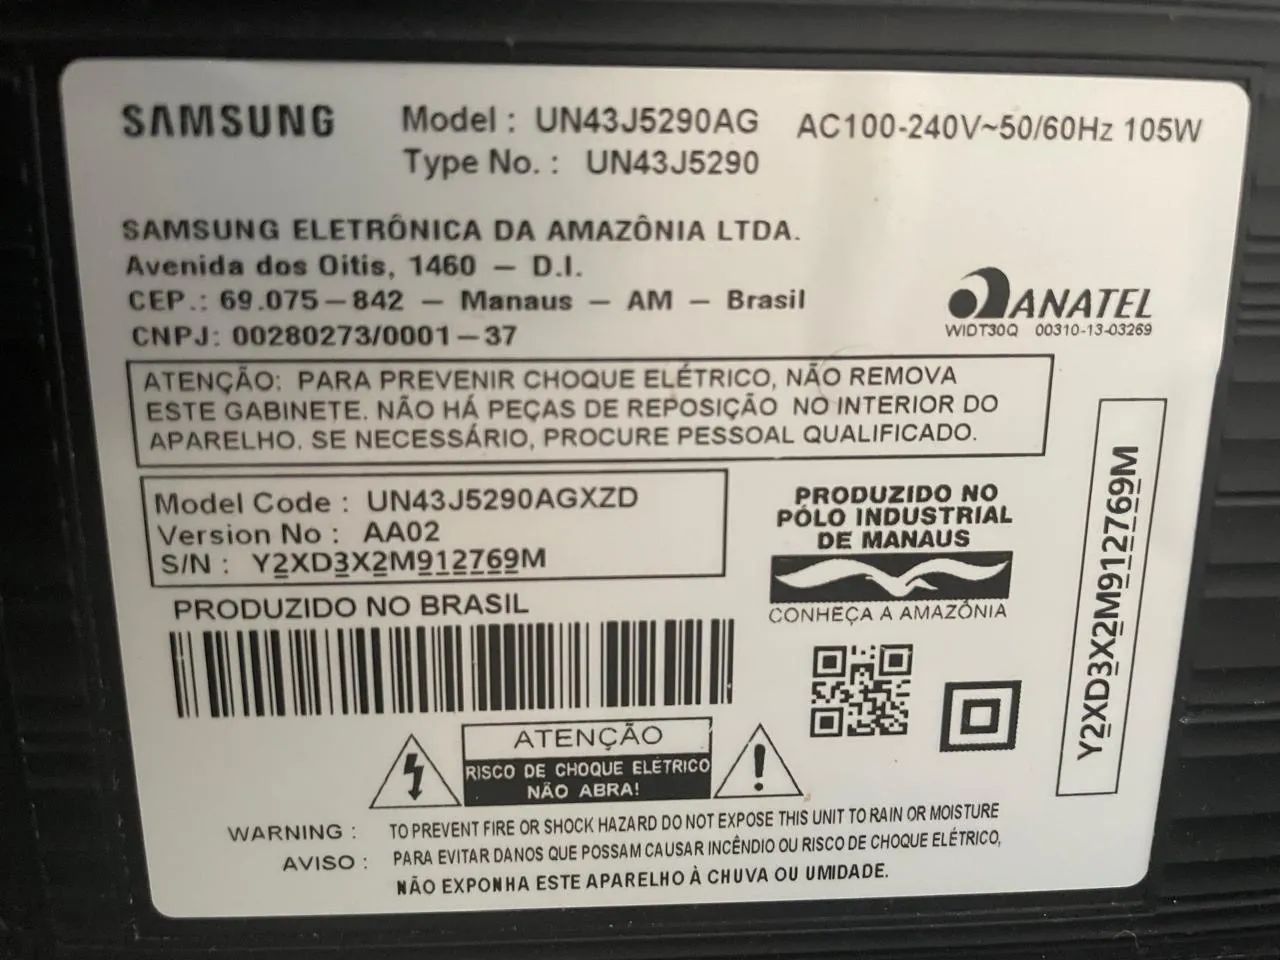 SAMSUNG
Model : UN43J5290AG
Type No. : UN43J5290
AC100-240V~50/60Hz 105W
SAMSUNG ELETRÔNICA DA AMAZÔNIA LTDA.
Avenida dos Oitis, 1460 – D.I.
CEP.: 69.075-842 – Manaus – AM – Brasil
CNPJ: 00280273/0001-37
ANATEL
WIDT30Q 00310-13-03269
ATENÇÃO: PARA PREVENIR CHOQUE ELÉTRICO, NÃO REMOVA
ESTE GABINETE. NÃO HÁ PEÇAS DE REPOSIÇÃO NO INTERIOR DO
APARELHO. SE NECESSÁRIO, PROCURE PESSOAL QUALIFICADO.
Model Code : UN43J5290AGXZD
Version No : AA02
S/N : Y2XD3X2M912769M
PRODUZIDO NO BRASIL
PRODUZIDO NO
PÓLO INDUSTRIAL
DE MANAUS
CONHEÇA A AMAZÔNIA
Y2XD3X2M912769M
ATENÇÃO
RISCO DE CHOQUE ELÉTRICO
NÃO ABRA!
WARNING : TO PREVENT FIRE OR SHOCK HAZARD DO NOT EXPOSE THIS UNIT TO RAIN OR MOISTURE
AVISO : PARA EVITAR DANOS QUE POSSAM CAUSAR INCÊNDIO OU RISCO DE CHOQUE ELÉTRICO,
NÃO EXPONHA ESTE APARELHO À CHUVA OU UMIDADE.